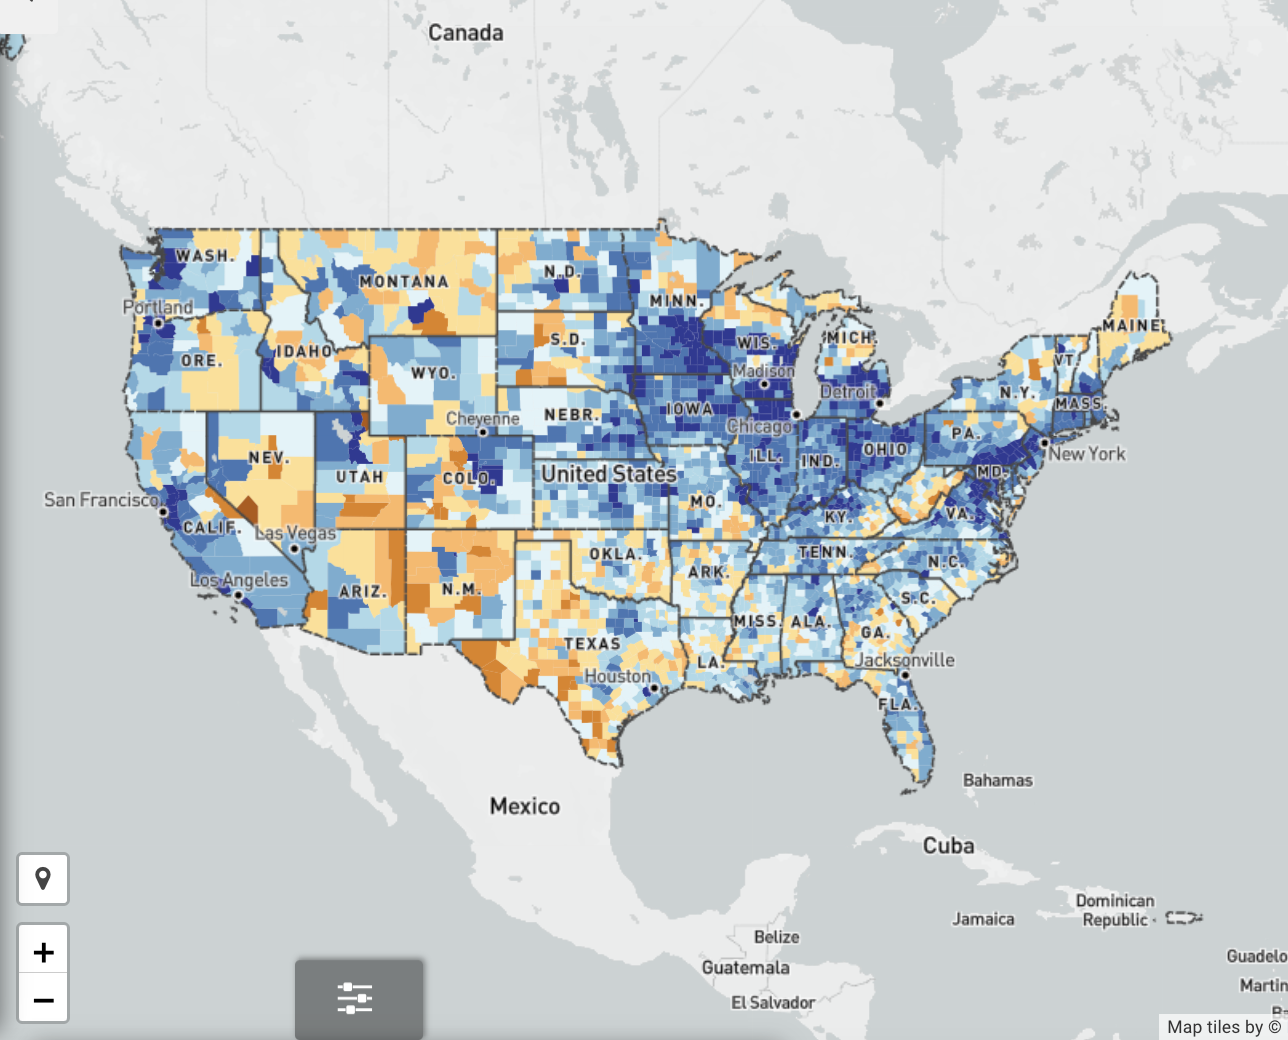 Canada
WASH.
MONTANA
N.D.
MINN.
Portland
MAINE
ORE.
IDAHO
S.D.
WIS.
MICH.
VT.
WYO.
Madison
Detroit
N.Y.
MASS.
Cheyenne
NEBR.
IOWA
Chicago
PA.
New York
NEV.
UTAH
COLO.
United States
ILL.
IND.
OHIO
MD.
San Francisco
CALIF.
Las Vegas
MO.
KY.
VA.
OKLA.
TENN.
N.C.
Los Angeles
ARIZ.
N.M.
ARK.
S.C.
TEXAS
MISS.
ALA.
GA.
Houston
LA.
Jacksonville
FLA.
Bahamas
Mexico
Cuba
Jamaica
Dominican
Republic
Belize
Guatemala
El Salvador
Guadelo
Martin
+
−
Map tiles by ©